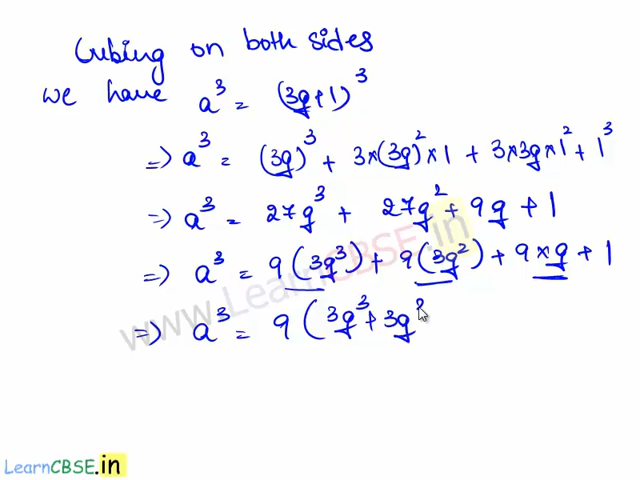 Cubing on both sides
we have a³ = (3q+1)³
=> a³ = (3q)³ + 3×(3q)²×1 + 3×3q×1² + 1³
=> a³ = 27q³ + 27q² + 9q + 1
=> a³ = 9(3q³) + 9(3q²) + 9×q + 1
=> a³ = 9(3q³+3q²
www.LearnCBSE.in
LearnCBSE.in